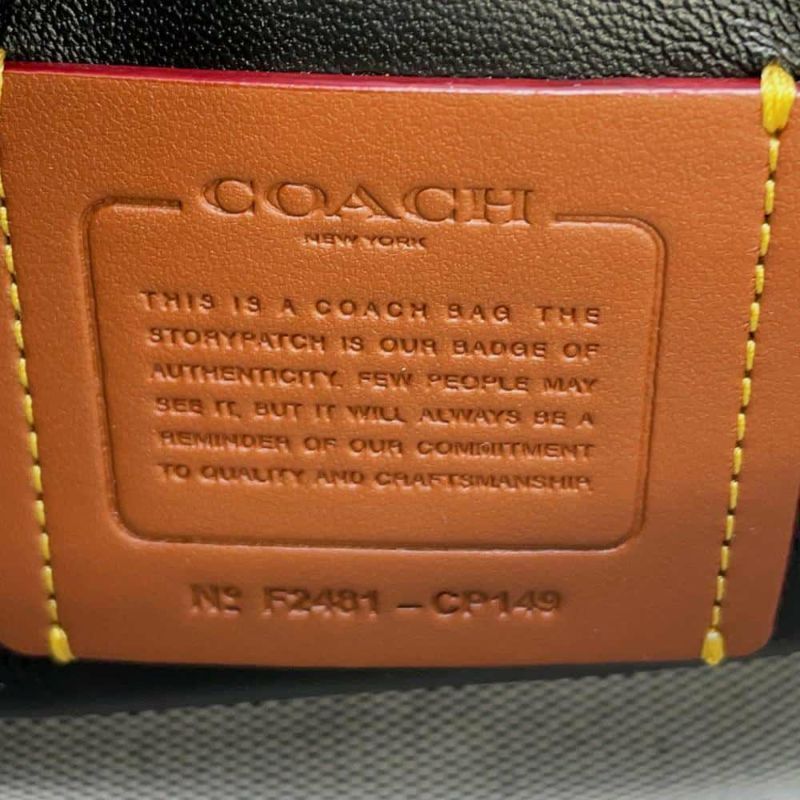 COACH
NEW YORK
THIS IS A COACH BAG THE
STORYPATCH IS OUR BADGE OF
AUTHENTICITY. FEW PEOPLE MAY
SEE IT, BUT IT WILL ALWAYS BE A
REMINDER OF OUR COMMITMENT
TO QUALITY AND CRAFTSMANSHIP.
Nº F2481 – CP149